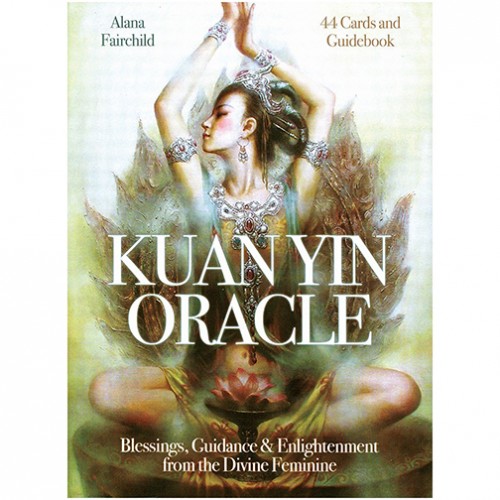 Alana
Fairchild
44 Cards and
Guidebook
KUAN YIN
ORACLE
Blessings, Guidance & Enlightenment
from the Divine Feminine